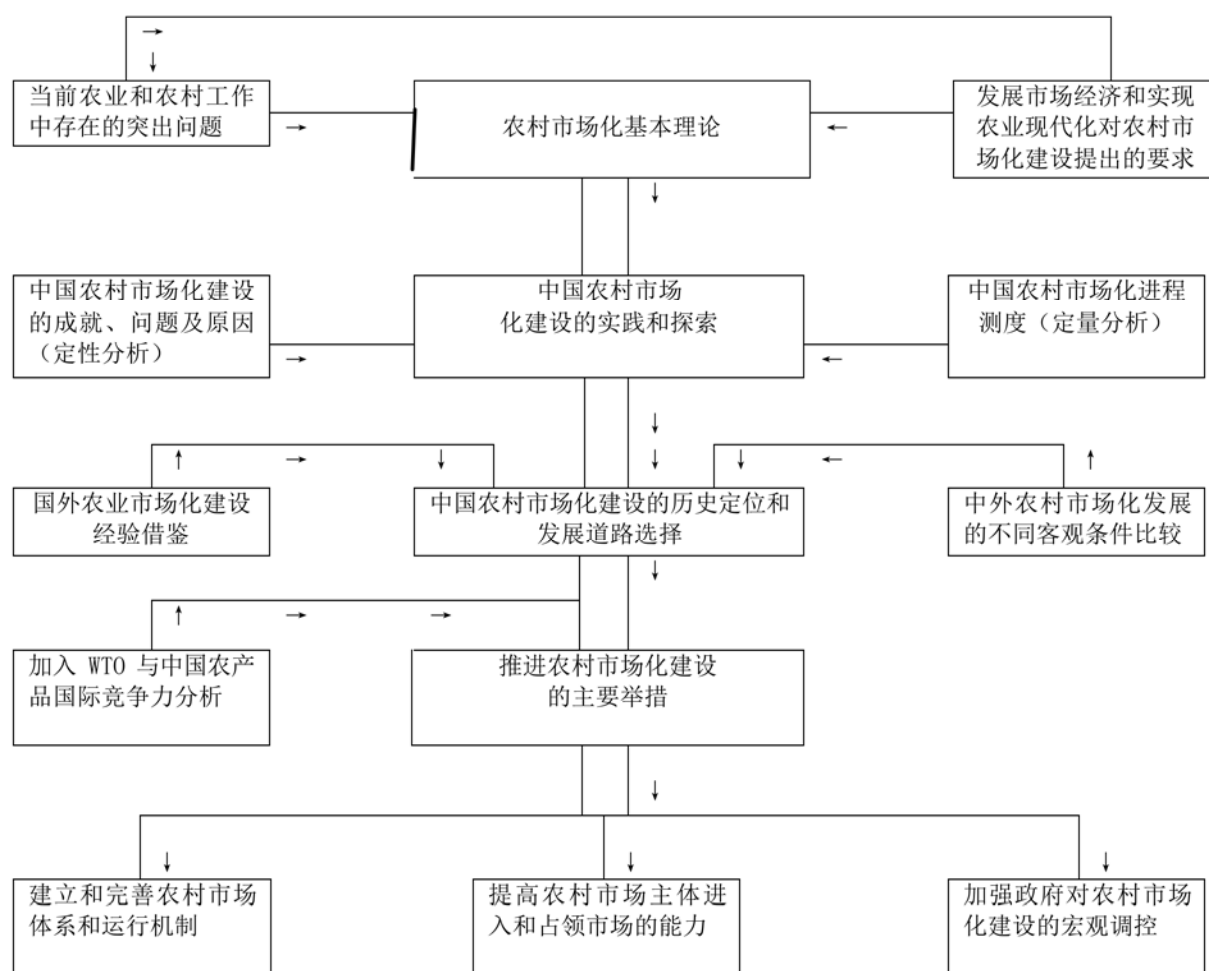 当前农业和农村工作
中存在的突出问题
农村市场化基本理论
发展市场经济和实现
农业现代化对农村市
场化建设提出的要求
中国农村市场化建设
的成就、问题及原因
（定性分析）
中国农村市场
化建设的实践和探索
中国农村市场化进程
测度（定量分析）
国外农业市场化建设
经验借鉴
中国农村市场化建设的历史定位和
发展道路选择
中外农村市场化发展
的不同客观条件比较
加入 WTO 与中国农产
品国际竞争力分析
推进农村市场化建设
的主要举措
建立和完善农村市场
体系和运行机制
提高农村市场主体进
入和占领市场的能力
加强政府对农村市场
化建设的宏观调控